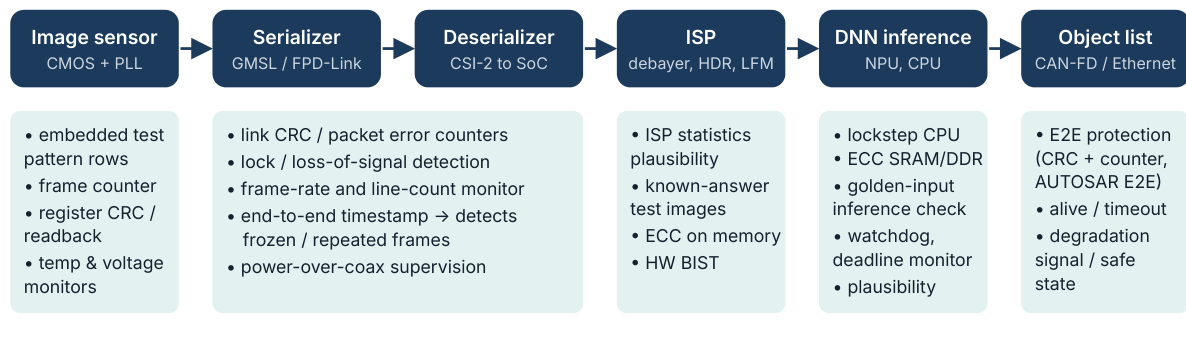 Image sensor
CMOS + PLL
Serializer
GMSL / FPD-Link
Deserializer
CSI-2 to SoC
ISP
debayer, HDR, LFM
DNN inference
NPU, CPU
Object list
CAN-FD / Ethernet
• embedded test
pattern rows
• frame counter
• register CRC /
readback
• temp & voltage
monitors
• link CRC / packet error counters
• lock / loss-of-signal detection
• frame-rate and line-count monitor
• end-to-end timestamp → detects
frozen / repeated frames
• power-over-coax supervision
• ISP statistics
plausibility
• known-answer
test images
• ECC on memory
• HW BIST
• lockstep CPU
• ECC SRAM/DDR
• golden-input
inference check
• watchdog,
deadline monitor
• plausibility
• E2E protection
(CRC + counter,
AUTOSAR E2E)
• alive / timeout
• degradation
signal / safe
state